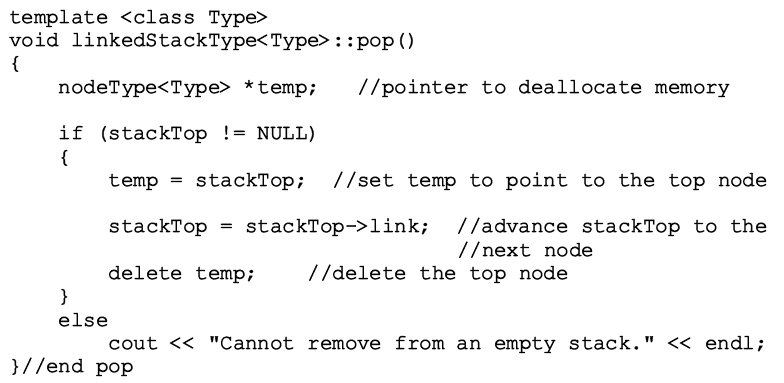 template <class Type>
void linkedStackType<Type>::pop()
{
    nodeType<Type> *temp;   //pointer to deallocate memory
    if (stackTop != NULL)
    {
        temp = stackTop;  //set temp to point to the top node
        stackTop = stackTop->link;  //advance stackTop to the
                                    //next node
        delete temp;    //delete the top node
    }
    else
        cout << "Cannot remove from an empty stack." << endl;
}//end pop